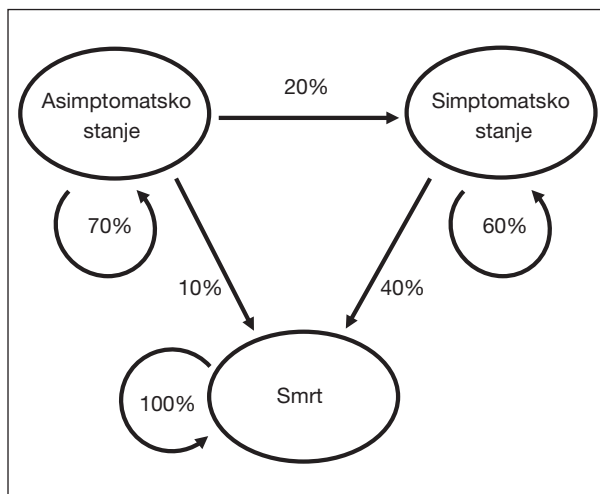 Asimptomatsko
stanje
20%
Simptomatsko
stanje
70%
60%
10%
40%
100%
Smrt